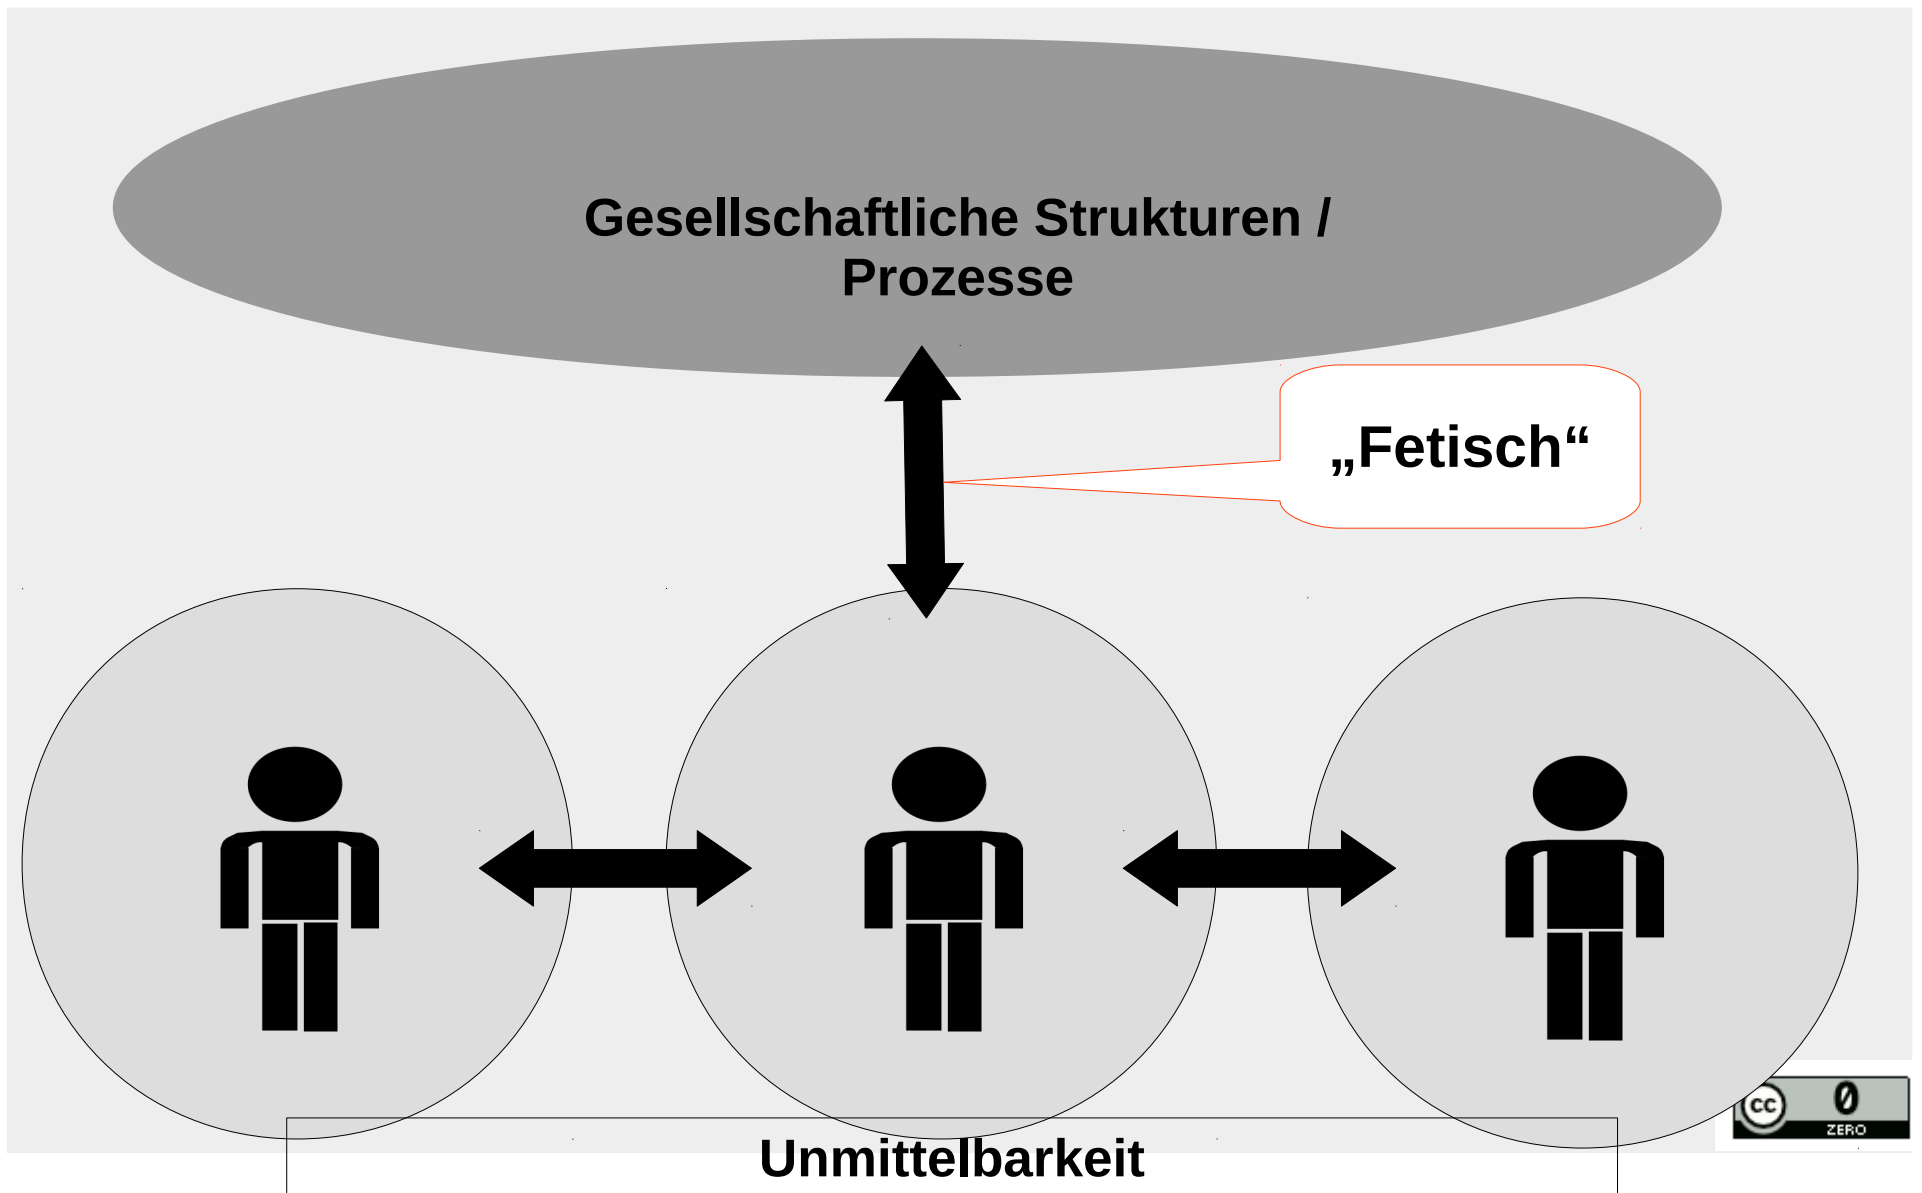 Gesellschaftliche Strukturen /
Prozesse
„Fetisch“
cc 0
ZERO
Unmittelbarkeit